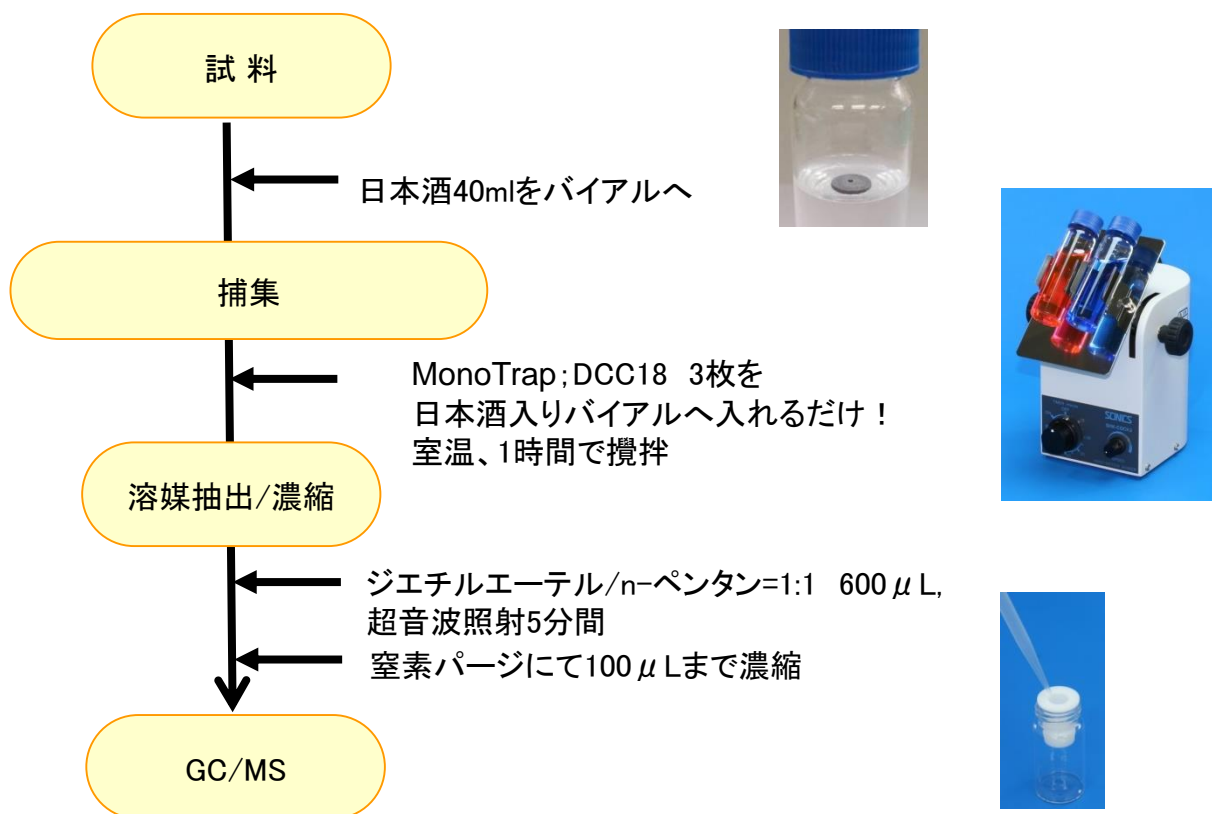 試 料
日本酒40mlをバイアルへ
捕集
MonoTrap;DCC18 3枚を
日本酒入りバイアルへ入れるだけ！
室温、1時間で攪拌
溶媒抽出/濃縮
ジエチルエーテル/n-ペンタン=1:1 600μL,
超音波照射5分間
窒素パージにて100μLまで濃縮
GC/MS
SCINICS